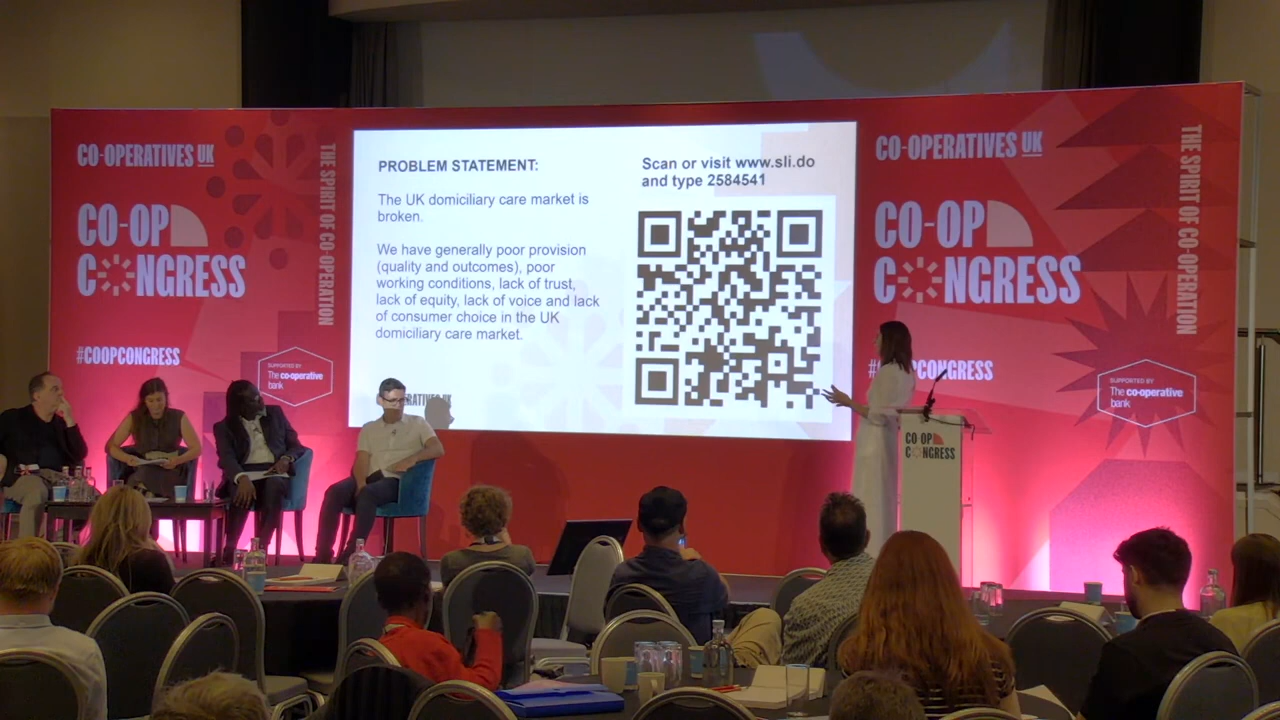 CO-OPERATIVES UK
CO-OP
CONGRESS
#COOPCONGRESS
THE SPIRIT OF CO-OPERATION
SUPPORTED BY
The co-operative
bank
PROBLEM STATEMENT:
The UK domiciliary care market is
broken.
We have generally poor provision
(quality and outcomes), poor
working conditions, lack of trust,
lack of equity, lack of voice and lack
of consumer choice in the UK
domiciliary care market.
Scan or visit www.sli.do
and type 2584541
CO-OPERATIVES UK
CO-OP
CONGRESS
THE SPIRIT OF CO-OPERATION
PCONGRESS
SUPPORTED BY
The co-operative
bank
CO-OP
CONGRESS